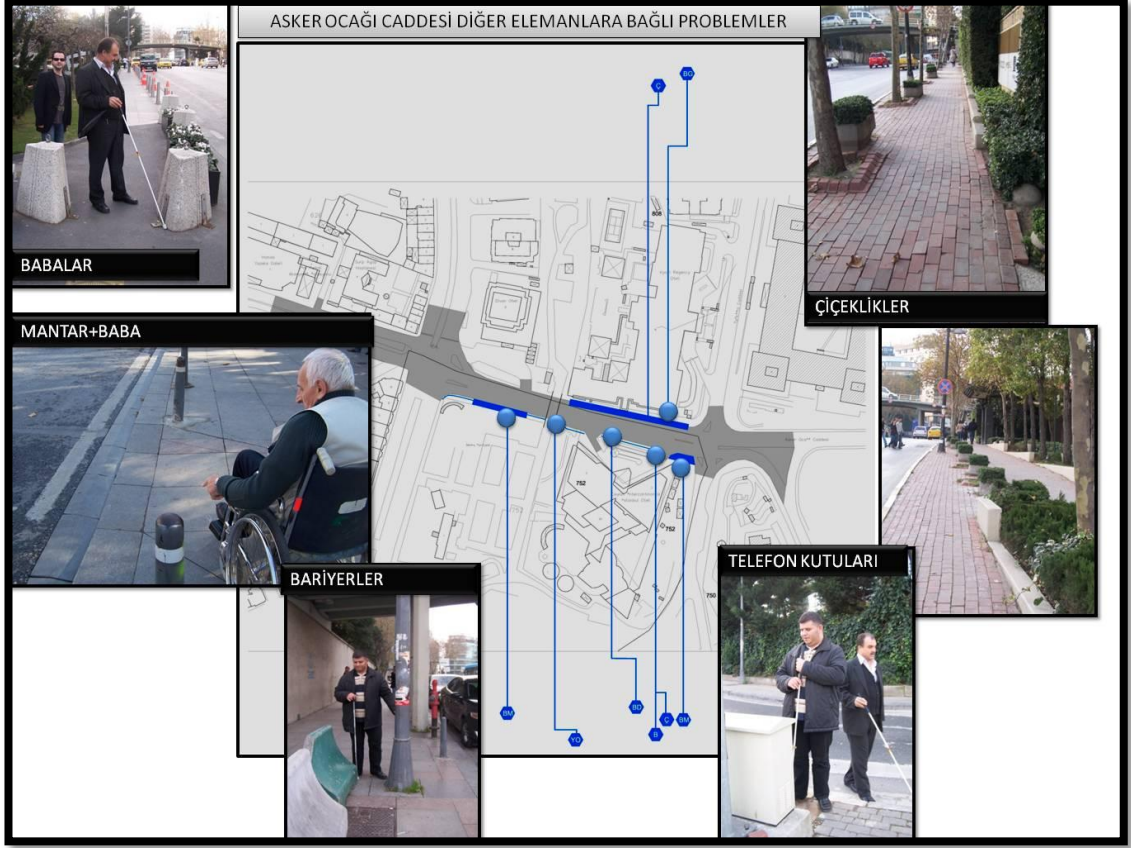 ASKER OCAĞI CADDESİ DİĞER ELEMANLARA BAĞLI PROBLEMLER
BABALAR
ÇİÇEKLİKLER
MANTAR+BABA
BARİYERLER
TELEFON KUTULARI
Ç
BG
808
752
752
750
BM
YO
BD
B
Ç
BM